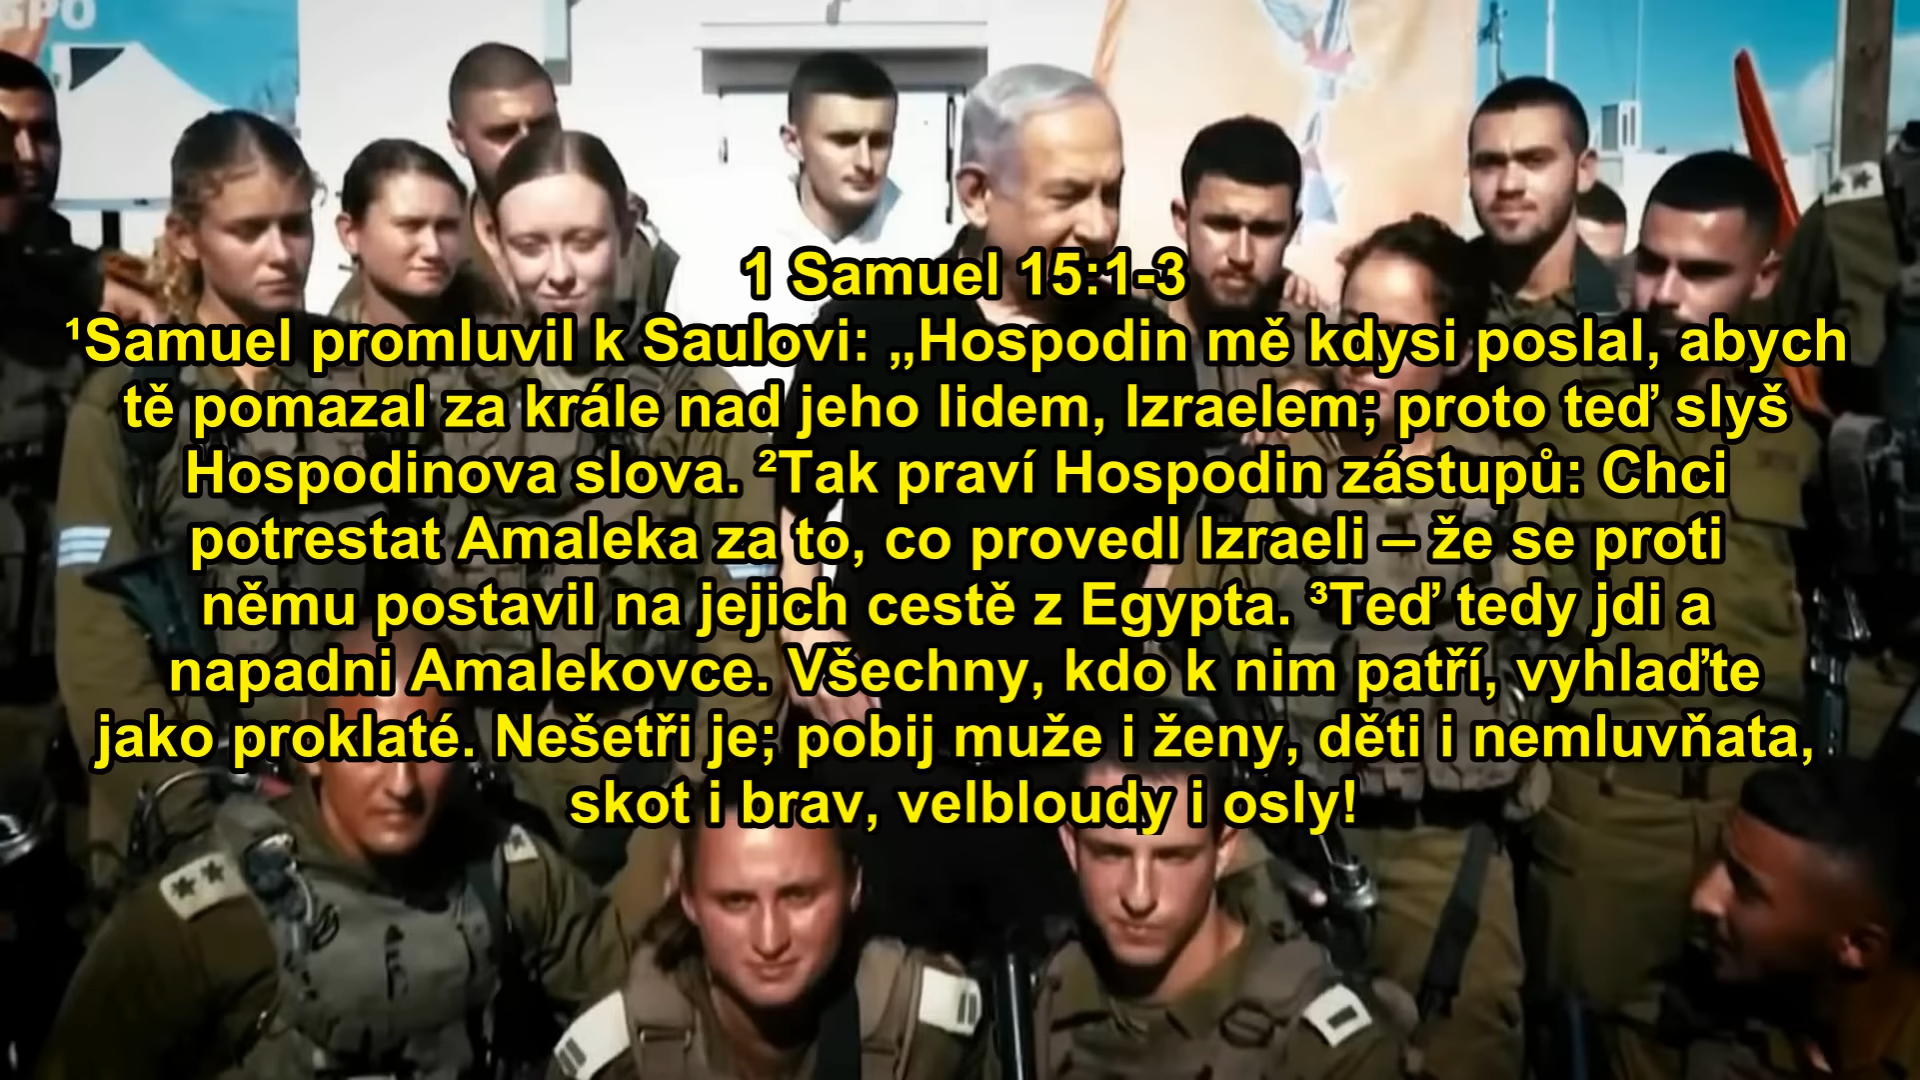 GPO
1 Samuel 15:1-3
¹Samuel promluvil k Saulovi: „Hospodin mě kdysi poslal, abych
tě pomazal za krále nad jeho lidem, Izraelem; proto teď slyš
Hospodinova slova. ²Tak praví Hospodin zástupů: Chci
potrestat Amaleka za to, co provedl Izraeli – že se proti
němu postavil na jejich cestě z Egypta. ³Teď tedy jdi a
napadni Amalekovce. Všechny, kdo k nim patří, vyhlaďte
jako proklaté. Nešetři je; pobij muže i ženy, děti i nemluvňata,
skot i brav, velbloudy i osly!